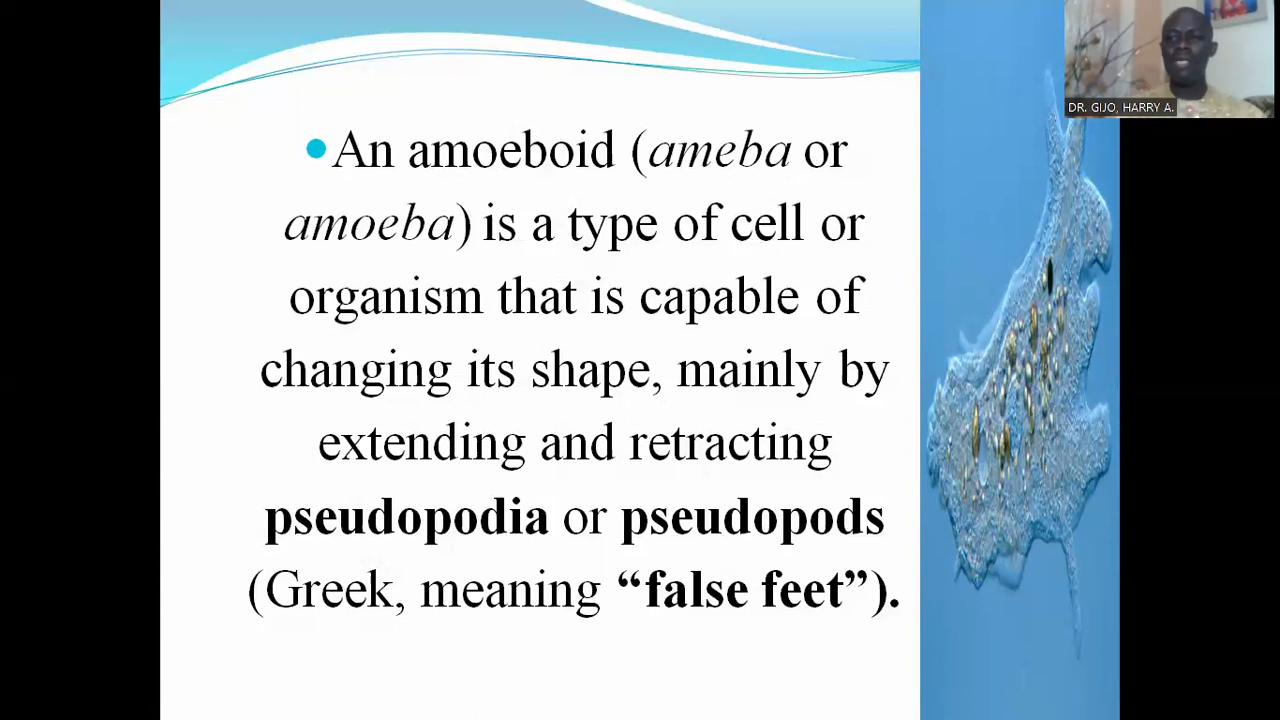 DR. GIJO, HARRY A.
•An amoeboid (ameba or
amoeba) is a type of cell or
organism that is capable of
changing its shape, mainly by
extending and retracting
pseudopodia or pseudopods
(Greek, meaning “false feet”).